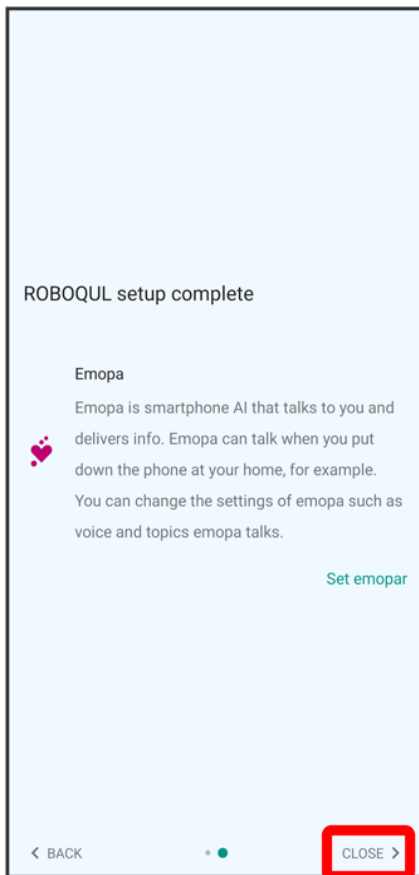 ROBOQUL setup complete
Emopa
Emopa is smartphone AI that talks to you and
delivers info. Emopa can talk when you put
down the phone at your home, for example.
You can change the settings of emopa such as
voice and topics emopa talks.
Set emopar
BACK
CLOSE